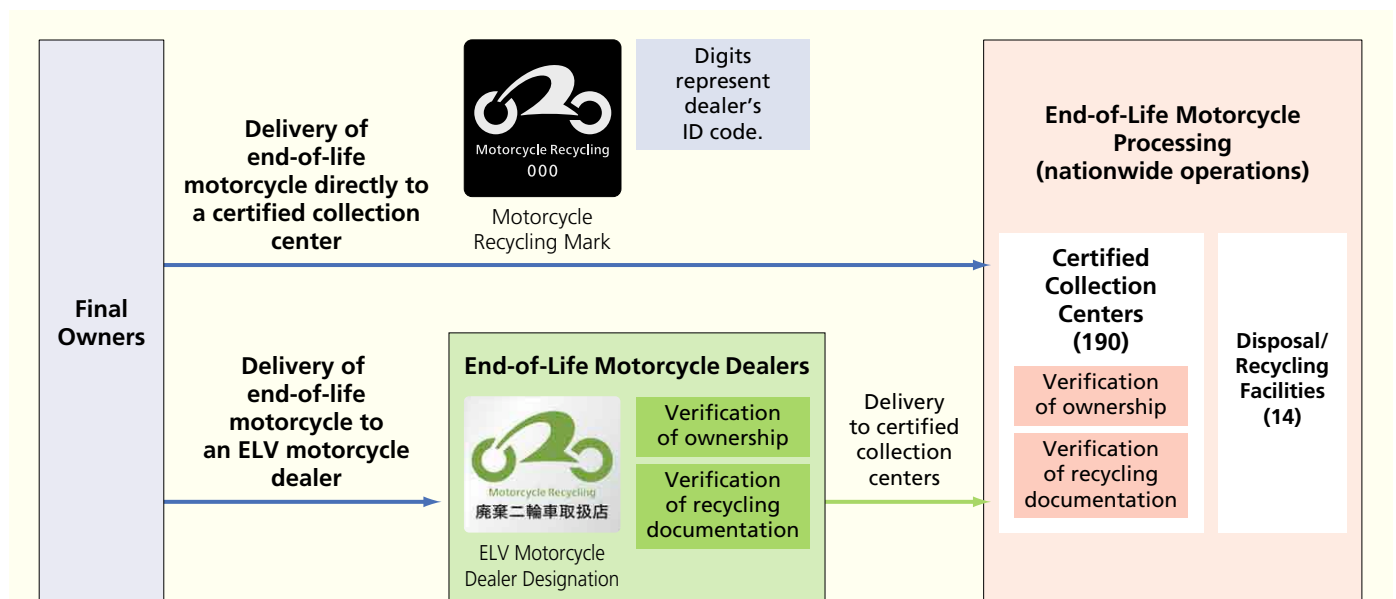 Final
Owners
Delivery of
end-of-life
motorcycle directly to
a certified collection
center
Motorcycle Recycling
000
Motorcycle
Recycling Mark
Digits
represent
dealer's
ID code.
Delivery of
end-of-life
motorcycle to
an ELV motorcycle
dealer
End-of-Life Motorcycle Dealers
Motorcycle Recycling
廃棄二輪車取扱店
ELV Motorcycle
Dealer Designation
Verification
of ownership
Verification
of recycling
documentation
Delivery
to certified
collection
centers
End-of-Life Motorcycle
Processing
(nationwide operations)
Certified
Collection
Centers
(190)
Verification
of ownership
Verification
of recycling
documentation
Disposal/
Recycling
Facilities
(14)